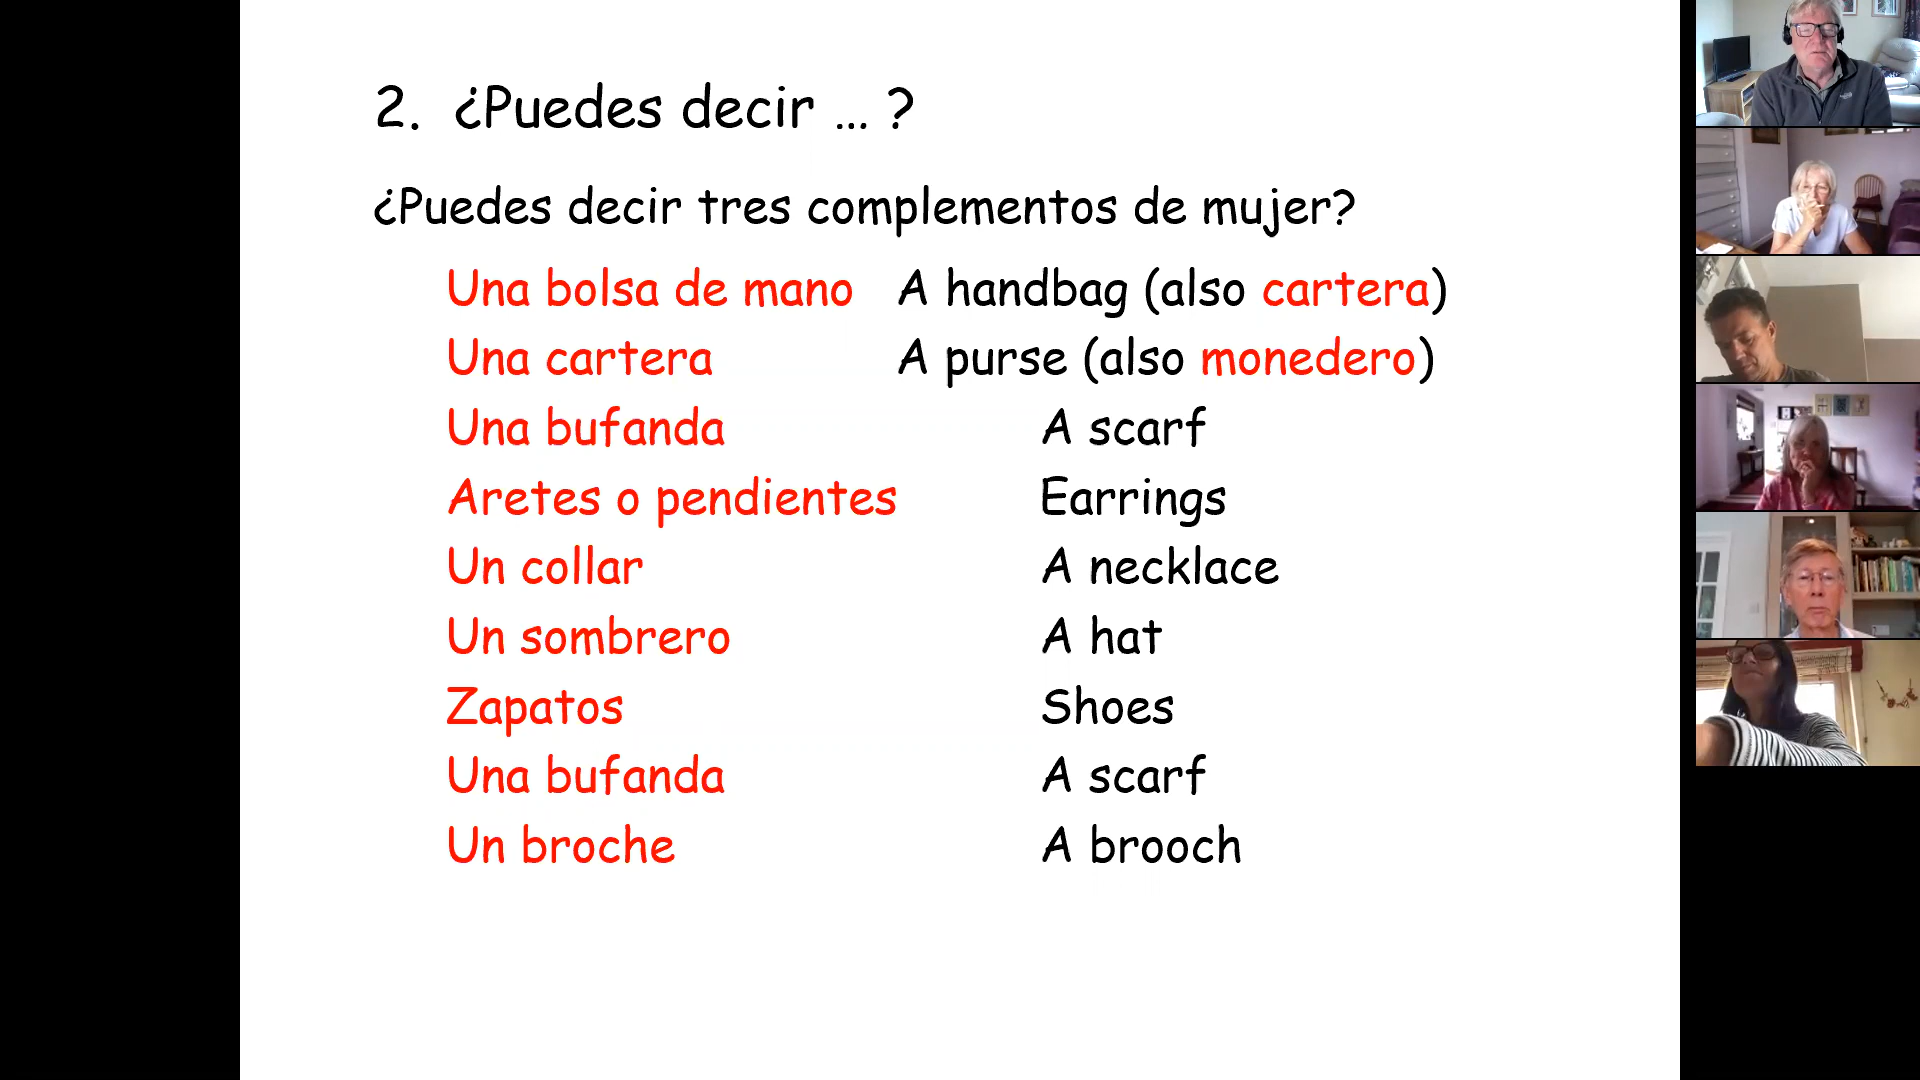 2. ¿Puedes decir ... ?
¿Puedes decir tres complementos de mujer?
Una bolsa de mano A handbag (also cartera)
Una cartera A purse (also monedero)
Una bufanda A scarf
Aretes o pendientes Earrings
Un collar A necklace
Un sombrero A hat
Zapatos Shoes
Una bufanda A scarf
Un broche A brooch